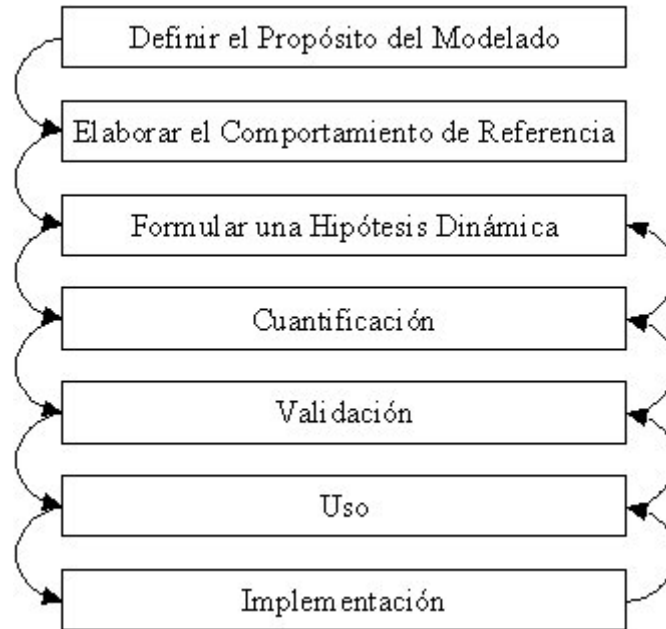 Definir el Propósito del Modelado
Elaborar el Comportamiento de Referencia
Formular una Hipótesis Dinámica
Cuantificación
Validación
Uso
Implementación